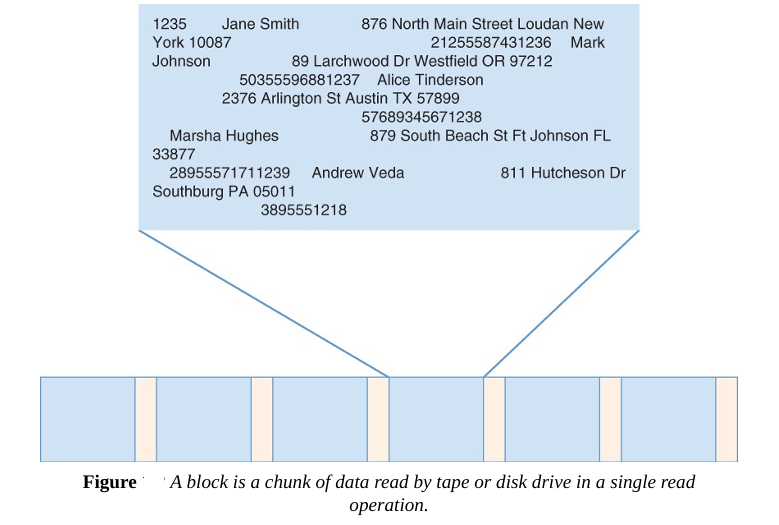 1235 Jane Smith 876 North Main Street Loudan New
York 10087 21255587431236 Mark
Johnson 89 Larchwood Dr Westfield OR 97212
50355596881237 Alice Tinderson
2376 Arlington St Austin TX 57899
57689345671238
Marsha Hughes 879 South Beach St Ft Johnson FL
33877
28955571711239 Andrew Veda 811 Hutcheson Dr
Southburg PA 05011
3895551218
Figure A block is a chunk of data read by tape or disk drive in a single read
operation.